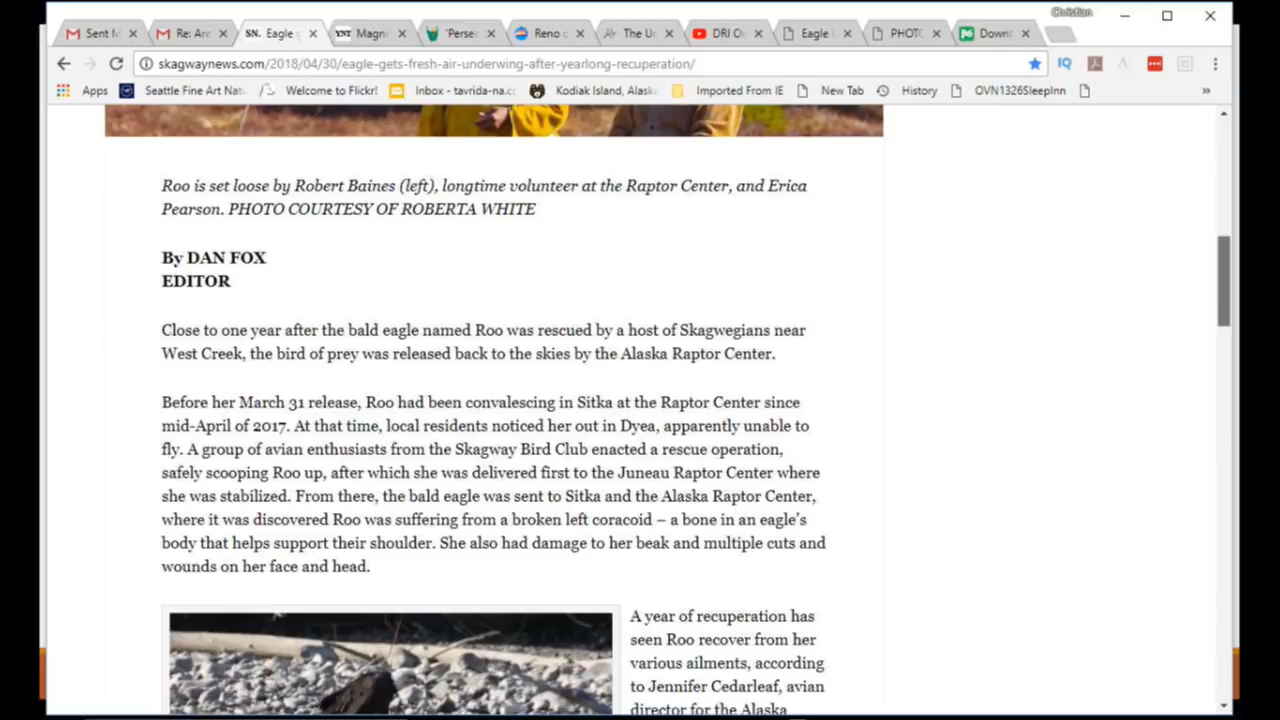 Christian
Sent M
Re: Are
SN. Eagle g
YNT Magn
'Persec
Reno c
The Ur
DRI Ov
Eagle I
PHOTO
Downt
skagwaynews.com/2018/04/30/eagle-gets-fresh-air-underwing-after-yearlong-recuperation/
IQ
Apps
Seattle Fine Art Natu
Welcome to Flickr!
Inbox - tavrida-na.co
Kodiak Island, Alaska
Imported From IE
New Tab
History
OVN1326SleepInn
»
Roo is set loose by Robert Baines (left), longtime volunteer at the Raptor Center, and Erica
Pearson. PHOTO COURTESY OF ROBERTA WHITE
By DAN FOX
EDITOR
Close to one year after the bald eagle named Roo was rescued by a host of Skagwegians near
West Creek, the bird of prey was released back to the skies by the Alaska Raptor Center.
Before her March 31 release, Roo had been convalescing in Sitka at the Raptor Center since
mid-April of 2017. At that time, local residents noticed her out in Dyea, apparently unable to
fly. A group of avian enthusiasts from the Skagway Bird Club enacted a rescue operation,
safely scooping Roo up, after which she was delivered first to the Juneau Raptor Center where
she was stabilized. From there, the bald eagle was sent to Sitka and the Alaska Raptor Center,
where it was discovered Roo was suffering from a broken left coracoid – a bone in an eagle's
body that helps support their shoulder. She also had damage to her beak and multiple cuts and
wounds on her face and head.
A year of recuperation has
seen Roo recover from her
various ailments, according
to Jennifer Cedarleaf, avian
director for the Alaska